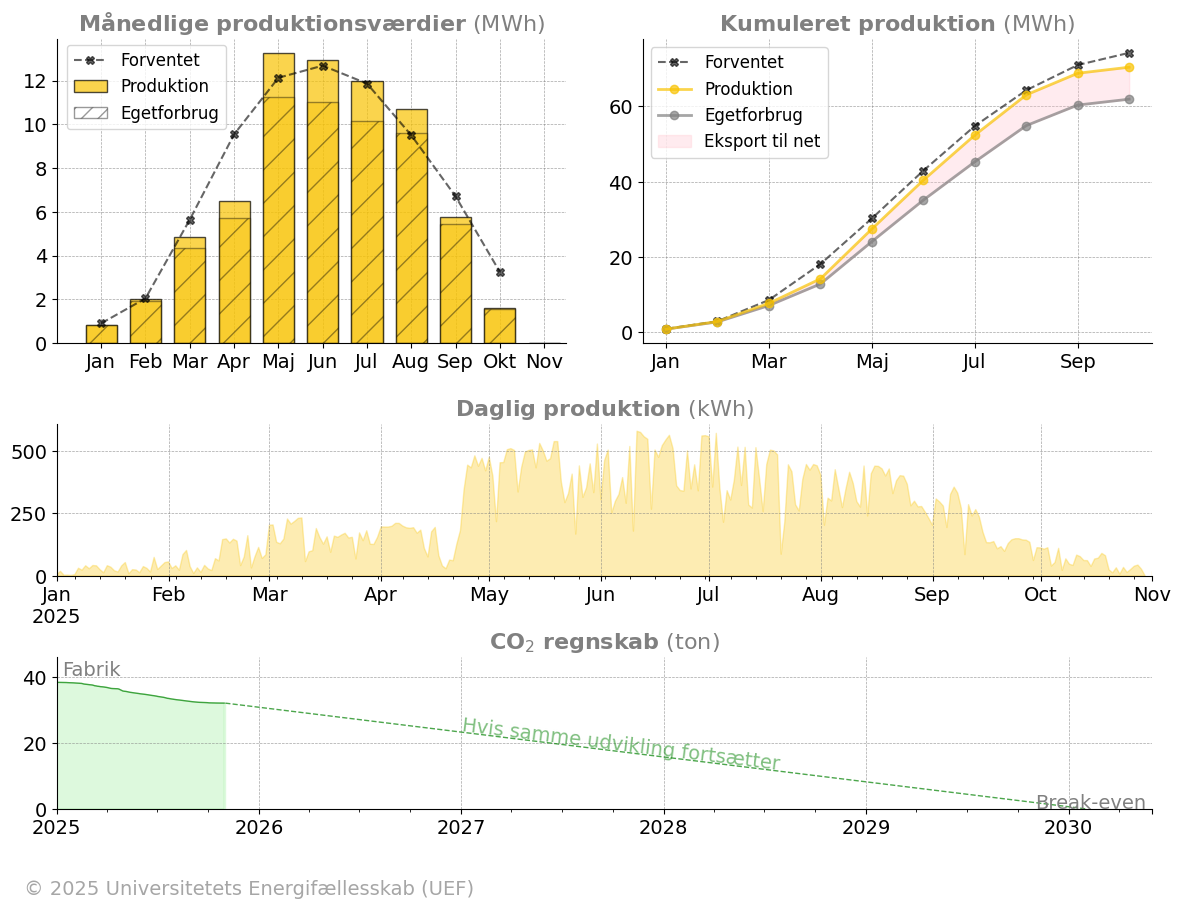 Månedlige produktionsværdier (MWh)
Forventet
Produktion
Egetforbrug
12
10
8
6
4
2
0
Jan Feb Mar Apr Maj Jun Jul Aug Sep Okt Nov
Kumuleret produktion (MWh)
Forventet
Produktion
Egetforbrug
Eksport til net
60
40
20
0
Jan Mar Maj Jul Sep
Daglig produktion (kWh)
500
250
0
Jan Feb Mar Apr May Jun Jul Aug Sep Oct Nov
2025
CO₂ regnskab (ton)
Fabrik
40
20
0
Hvis samme udvikling fortsætter
Break-even
2025 2026 2027 2028 2029 2030
© 2025 Universitetets Energifællesskab (UEF)